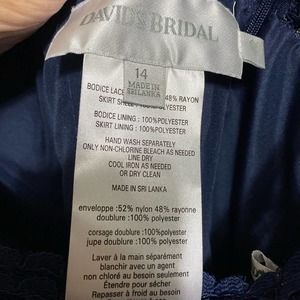 DAVID'S BRIDAL
14
MADE IN
SRI LANKA
BODICE LACE 48% RAYON
SKIRT SHELL 100% POLYESTER
BODICE LINING : 100%POLYESTER
SKIRT LINING : 100%POLYESTER
HAND WASH SEPARATELY
ONLY NON-CHLORINE BLEACH AS NEEDED
LINE DRY
COOL IRON AS NEEDED
OR DRY CLEAN
MADE IN SRI LANKA
enveloppe :52% nylon 48% rayonne
doublure :100% polyester
corsage doublure :100% polyester
jupe doublure :100% polyester
Laver à la main séparément
blanchir avec un agent
non chloré au besoin seulement
Étendre pour sécher
Repasser à froid au besoin